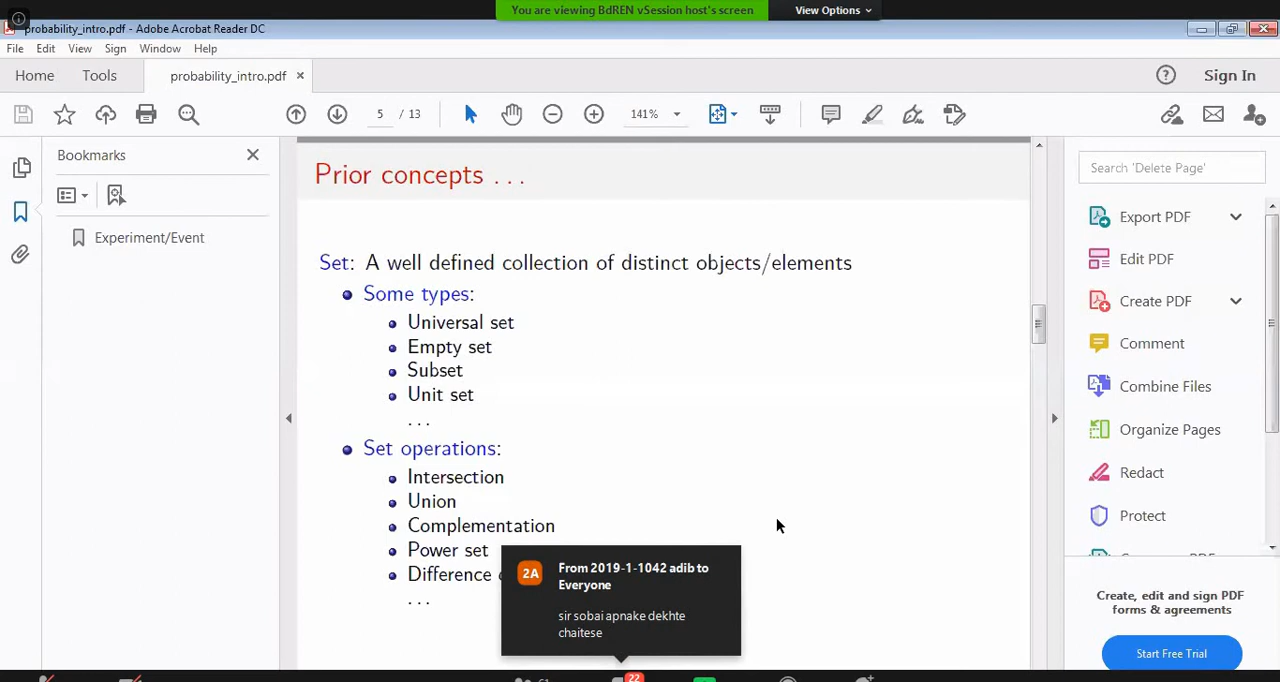 You are viewing BdREN vSession host's screen
View Options
probability_intro.pdf - Adobe Acrobat Reader DC
File Edit View Sign Window Help
Home Tools probability_intro.pdf × Sign In
5 / 13 141%
Bookmarks
Experiment/Event
Prior concepts . . .
Set: A well defined collection of distinct objects/elements
Some types:
Universal set
Empty set
Subset
Unit set
. . .
Set operations:
Intersection
Union
Complementation
Power set
Difference
. . .
2A
From 2019-1-1042 adib to
Everyone
sir sobai apnake dekhte
chaitese
22
Search 'Delete Page'
Export PDF
Edit PDF
Create PDF
Comment
Combine Files
Organize Pages
Redact
Protect
Create, edit and sign PDF
forms & agreements
Start Free Trial